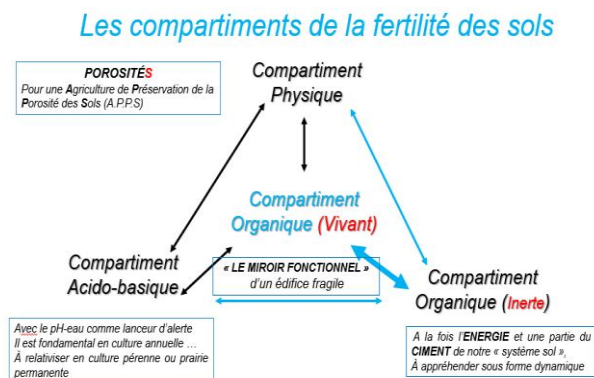 Les compartiments de la fertilité des sols
POROSITÉS
Pour une Agriculture de Préservation de la
Porosité des Sols (A.P.P.S)
Compartiment
Physique
Compartiment
Organique (Vivant)
« LE MIROIR FONCTIONNEL »
d'un édifice fragile
Compartiment
Acido-basique
Compartiment
Organique (Inerte)
Avec le pH-eau comme lanceur d'alerte
Il est fondamental en culture annuelle …
À relativiser en culture pérenne ou prairie
permanente
A la fois l'ENERGIE et une partie du
CIMENT de notre « système sol »,
À appréhender sous forme dynamique